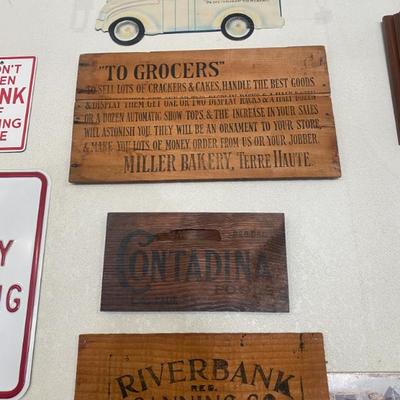 "TO GROCERS"
TO SELL LOTS OF CRACKERS & CAKES, HANDLE THE BEST GOODS
& DISPLAY THEM. GET ONE OR TWO DISPLAY RACKS & A HALF DOZEN
OR A DOZEN AUTOMATIC SHOW TOPS, & THE INCREASE IN YOUR SALES
WILL ASTONISH YOU. THEY WILL BE AN ORNAMENT TO YOUR STORE,
& MAKE YOU LOTS OF MONEY. ORDER FROM US OR YOUR JOBBER.
MILLER BAKERY, TERRE HAUTE.
N'T
EN
NK
ING
E
Y
NG
CONTADINA
FOODS
RIVERBANK
REG.
CANNING CO